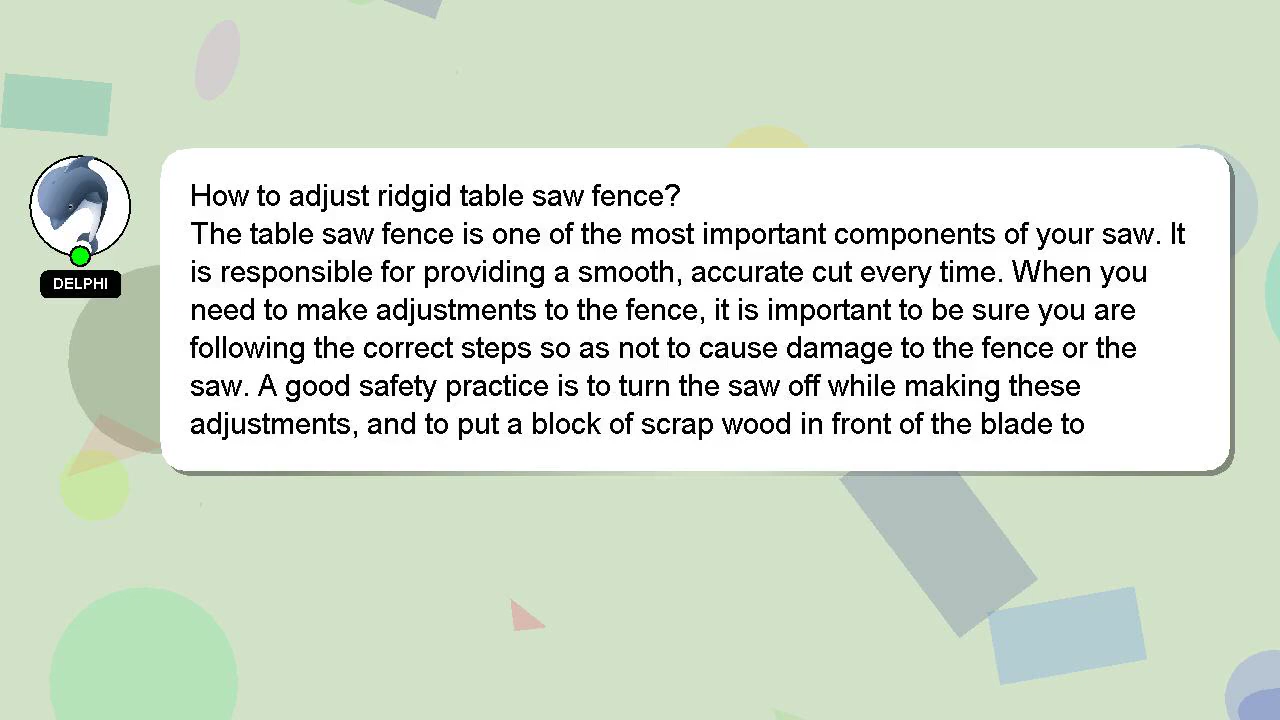 How to adjust ridgid table saw fence?
The table saw fence is one of the most important components of your saw. It
is responsible for providing a smooth, accurate cut every time. When you
need to make adjustments to the fence, it is important to be sure you are
following the correct steps so as not to cause damage to the fence or the
saw. A good safety practice is to turn the saw off while making these
adjustments, and to put a block of scrap wood in front of the blade to
DELPHI